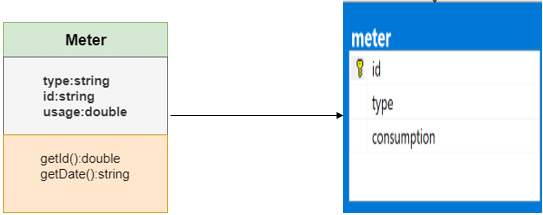 Meter
type:string
id:string
usage:double
getId():double
getDate():string
meter
id
type
consumption